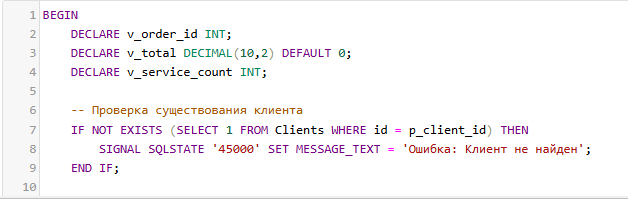 1 BEGIN
2 DECLARE v_order_id INT;
3 DECLARE v_total DECIMAL(10,2) DEFAULT 0;
4 DECLARE v_service_count INT;
5
6 -- Проверка существования клиента
7 IF NOT EXISTS (SELECT 1 FROM Clients WHERE id = p_client_id) THEN
8 SIGNAL SQLSTATE '45000' SET MESSAGE_TEXT = 'Ошибка: Клиент не найден';
9 END IF;
10